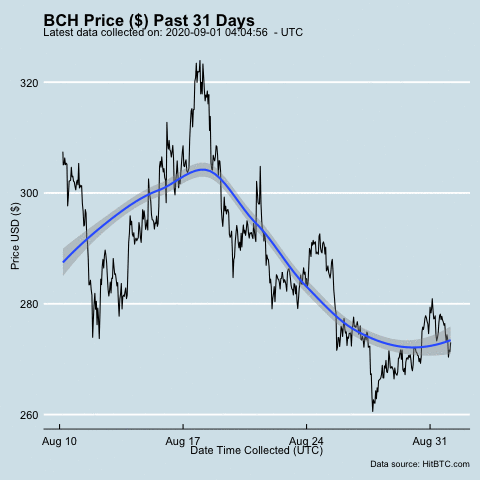 BCH Price ($) Past 31 Days
Latest data collected on: 2020-09-01 04:04:56 - UTC
320
300
280
260
Price USD ($)
Aug 10 Aug 17 Aug 24 Aug 31
Date Time Collected (UTC)
Data source: HitBTC.com